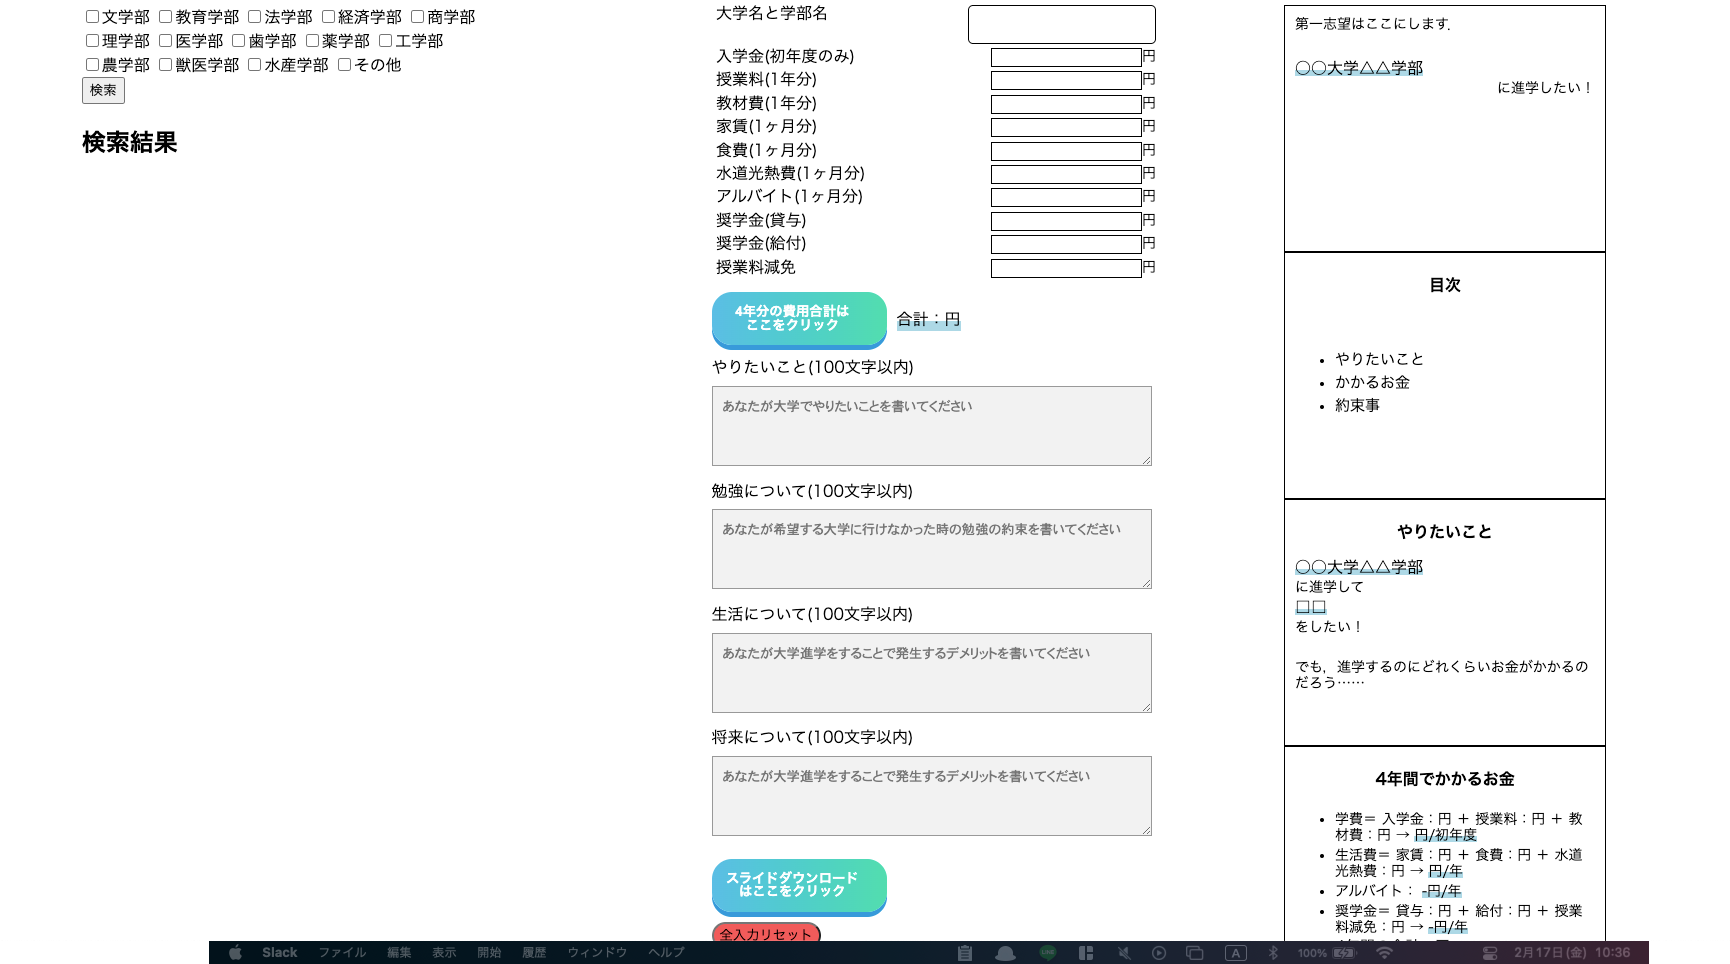 文学部 教育学部 法学部 経済学部 商学部
理学部 医学部 歯学部 薬学部 工学部
農学部 獣医学部 水産学部 その他
検索
検索結果
大学名と学部名
入学金(初年度のみ) 円
授業料(1年分) 円
教材費(1年分) 円
家賃(1ヶ月分) 円
食費(1ヶ月分) 円
水道光熱費(1ヶ月分) 円
アルバイト(1ヶ月分) 円
奨学金(貸与) 円
奨学金(給付) 円
授業料減免 円
4年分の費用合計は
ここをクリック
合計：円
やりたいこと(100文字以内)
あなたが大学でやりたいことを書いてください
勉強について(100文字以内)
あなたが希望する大学に行けなかった時の勉強の約束を書いてください
生活について(100文字以内)
あなたが大学進学をすることで発生するデメリットを書いてください
将来について(100文字以内)
あなたが大学進学をすることで発生するデメリットを書いてください
スライドダウンロード
はここをクリック
全入力リセット
第一志望はここにします．
○○大学△△学部
に進学したい！
目次
• やりたいこと
• かかるお金
• 約束事
やりたいこと
○○大学△△学部
に進学して
□□
をしたい！
でも，進学するのにどれくらいお金がかかるの
だろう……
4年間でかかるお金
• 学費＝ 入学金：円 ＋ 授業料：円 ＋ 教
材費：円 → 円/初年度
• 生活費＝ 家賃：円 ＋ 食費：円 ＋ 水道
光熱費：円 → 円/年
• アルバイト： -円/年
• 奨学金＝ 貸与：円 ＋ 給付：円 ＋ 授業
料減免：円 → -円/年
Slack ファイル 編集 表示 開始 履歴 ウィンドウ ヘルプ
A 100% 2月17日(金) 10:36